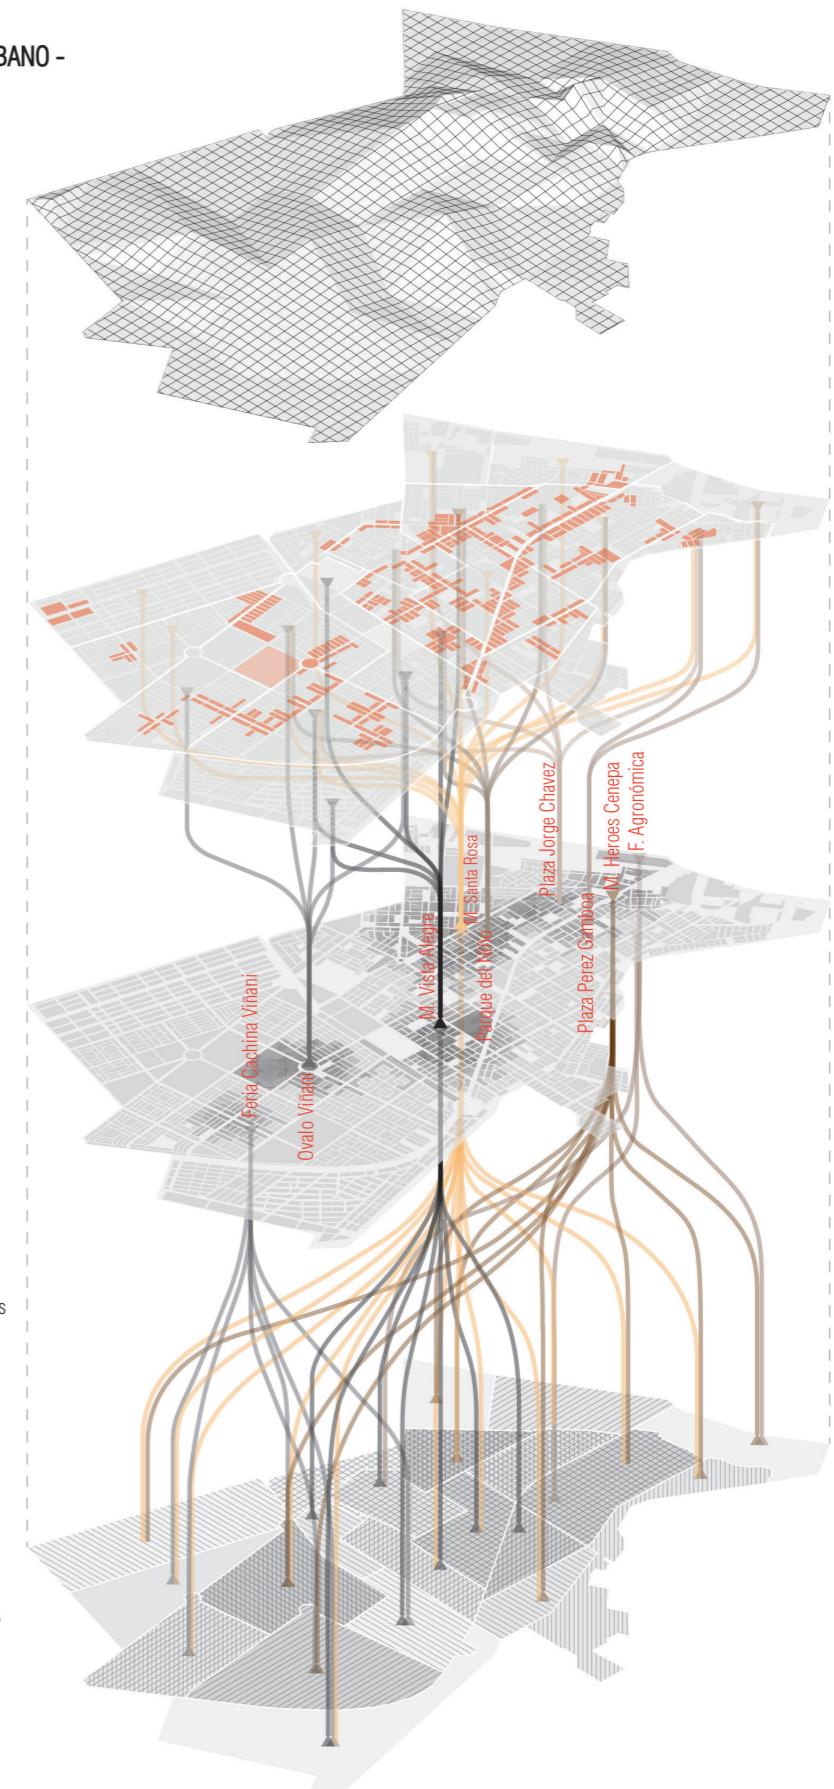 BANO -
Plaza Jorge Chavez
M. Heroes Cenepa
F. Agronómica
M. Santa Rosa
M. Vista Alegre
Parque del Niño
Plaza Perez Gamboa
Feria Cachina Viñani
Ovalo Viñani
s